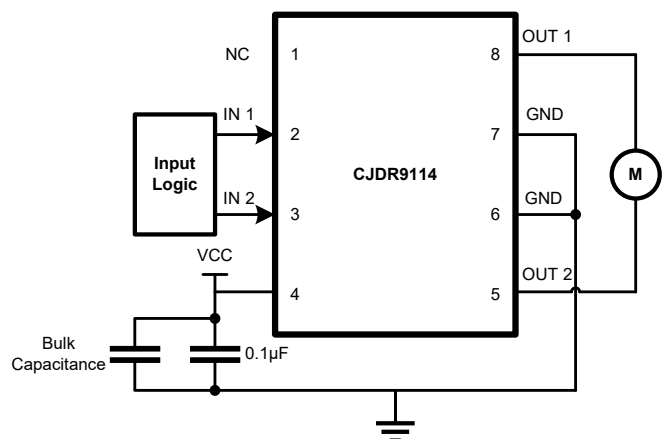 OUT 1
NC 1 8
IN 1 GND
2 7
Input
Logic
CJDR9114
M
IN 2 GND
3 6
VCC
OUT 2
4 5
Bulk
Capacitance
0.1μF